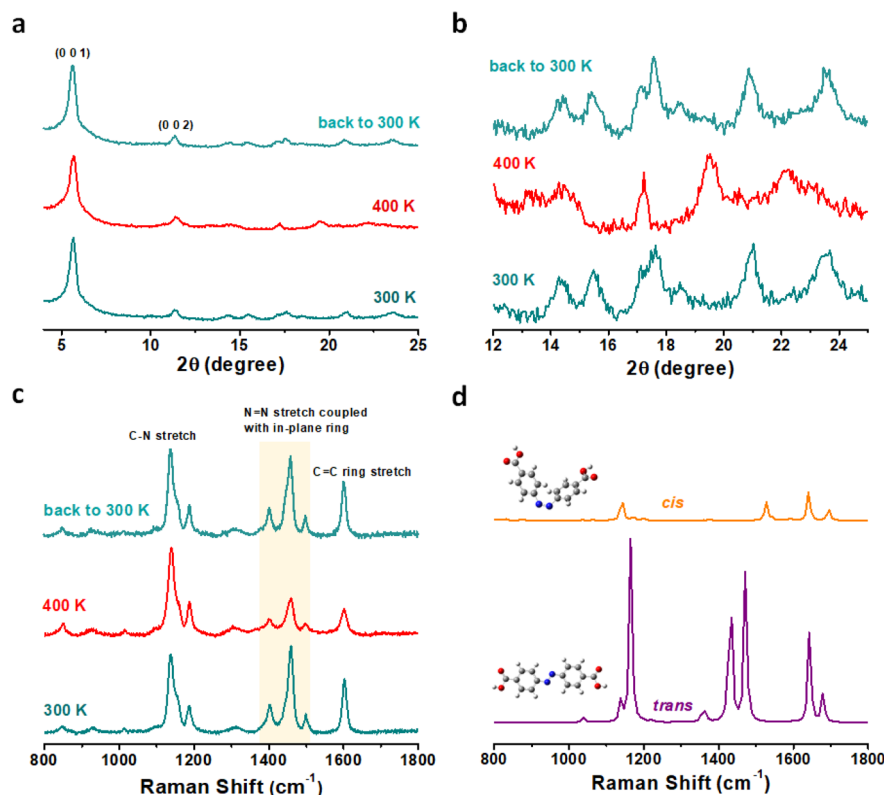 a
(0 0 1)
(0 0 2)
back to 300 K
400 K
300 K
5
10
15
20
25
2θ (degree)
b
back to 300 K
400 K
300 K
12
14
16
18
20
22
24
2θ (degree)
c
N=N stretch coupled
with in-plane ring
C-N stretch
C=C ring stretch
back to 300 K
400 K
300 K
800
1000
1200
1400
1600
1800
Raman Shift (cm⁻¹)
d
cis
trans
800
1000
1200
1400
1600
1800
Raman Shift (cm⁻¹)